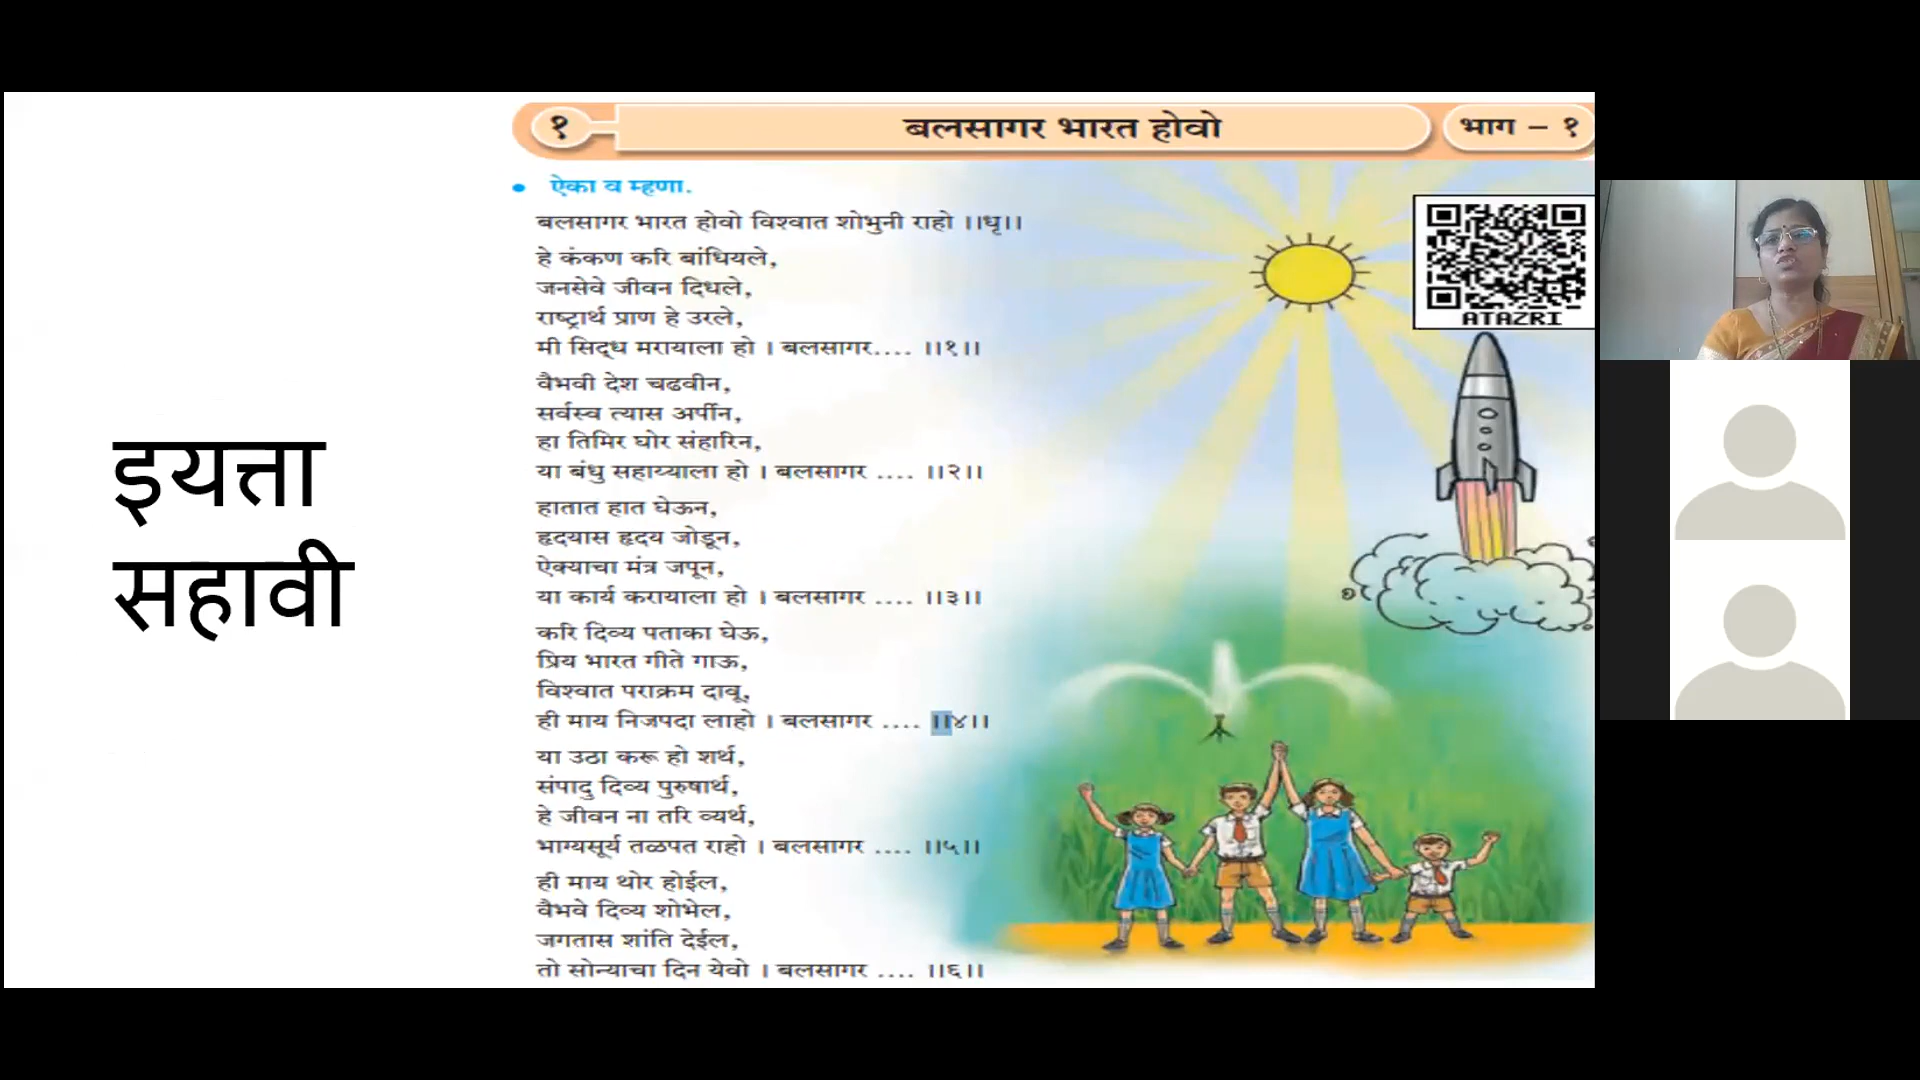 १
बलसागर भारत होवो
भाग – १
• ऐका व म्हणा.
बलसागर भारत होवो विश्वात शोभुनी राहो ।।धृ।।
हे कंकण करि बांधियले,
जनसेवे जीवन दिधले,
राष्ट्रार्थ प्राण हे उरले,
मी सिद्ध मरायाला हो । बलसागर.... ।।१।।
वैभवी देश चढवीन,
सर्वस्व त्यास अर्पीन,
हा तिमिर घोर संहारिन,
या बंधु सहाय्याला हो । बलसागर .... ।।२।।
हातात हात घेऊन,
हृदयास हृदय जोडून,
ऐक्याचा मंत्र जपून,
या कार्य करायाला हो । बलसागर .... ।।३।।
करि दिव्य पताका घेऊ,
प्रिय भारत गीते गाऊ,
विश्वात पराक्रम दावू,
ही माय निजपदा लाहो । बलसागर .... ।।४।।
या उठा करू हो शर्थ,
संपादु दिव्य पुरुषार्थ,
हे जीवन ना तरि व्यर्थ,
भाग्यसूर्य तळपत राहो । बलसागर .... ।।५।।
ही माय थोर होईल,
वैभवे दिव्य शोभेल,
जगतास शांति देईल,
तो सोन्याचा दिन येवो । बलसागर .... ।।६।।
ATAZRI
इयत्ता
सहावी